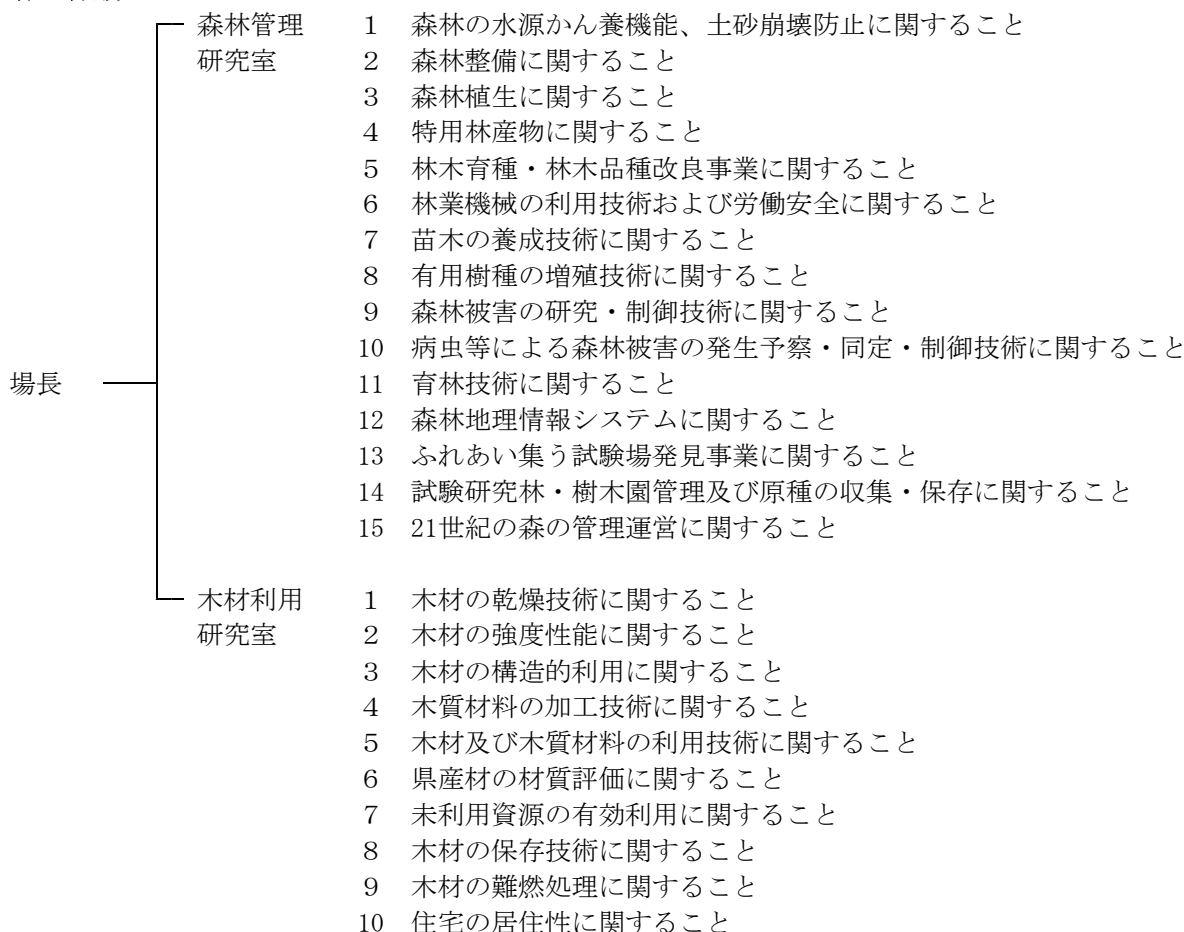 森林管理 1 森林の水源かん養機能、土砂崩壊防止に関すること
研究室 2 森林整備に関すること
3 森林植生に関すること
4 特用林産物に関すること
5 林木育種・林木品種改良事業に関すること
6 林業機械の利用技術および労働安全に関すること
7 苗木の養成技術に関すること
8 有用樹種の増殖技術に関すること
9 森林被害の研究・制御技術に関すること
10 病虫等による森林被害の発生予察・同定・制御技術に関すること
場長 11 育林技術に関すること
12 森林地理情報システムに関すること
13 ふれあい集う試験場発見事業に関すること
14 試験研究林・樹木園管理及び原種の収集・保存に関すること
15 21世紀の森の管理運営に関すること
木材利用 1 木材の乾燥技術に関すること
研究室 2 木材の強度性能に関すること
3 木材の構造的利用に関すること
4 木質材料の加工技術に関すること
5 木材及び木質材料の利用技術に関すること
6 県産材の材質評価に関すること
7 未利用資源の有効利用に関すること
8 木材の保存技術に関すること
9 木材の難燃処理に関すること
10 住宅の居住性に関すること